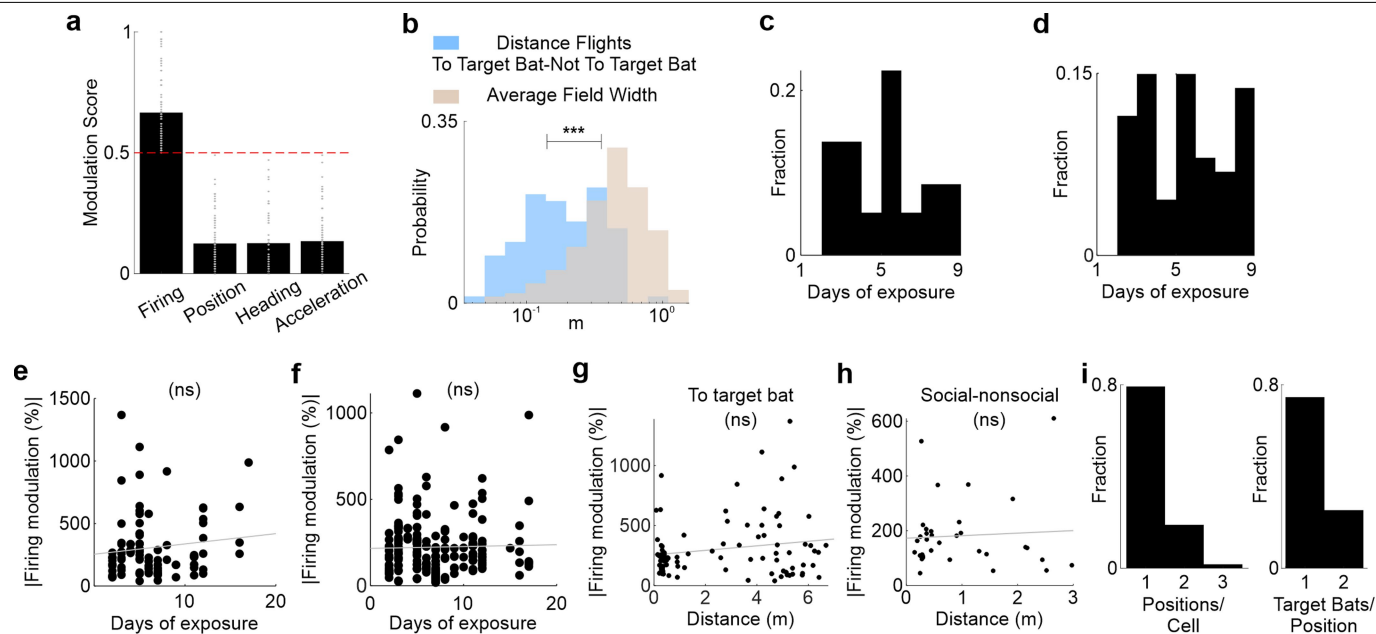 a
1
0.5
0
Modulation Score
Firing
Position
Heading
Acceleration
b
Distance Flights
To Target Bat-Not To Target Bat
Average Field Width
0.35
***
0
Probability
10-1
100
m
c
0.2
0
Fraction
1 5 9
Days of exposure
d
0.15
0
Fraction
1 5 9
Days of exposure
e
(ns)
1500
1000
500
0
|Firing modulation (%)|
10 20
Days of exposure
f
(ns)
1000
500
0
|Firing modulation (%)|
0 10 20
Days of exposure
g
To target bat
(ns)
1000
500
0
|Firing modulation (%)|
0 2 4 6
Distance (m)
h
Social-nonsocial
(ns)
600
400
200
0
|Firing modulation (%)|
0 1 2 3
Distance (m)
i
0.8
0
Fraction
1 2 3
Positions/
Cell
0.8
0
Fraction
1 2
Target Bats/
Position